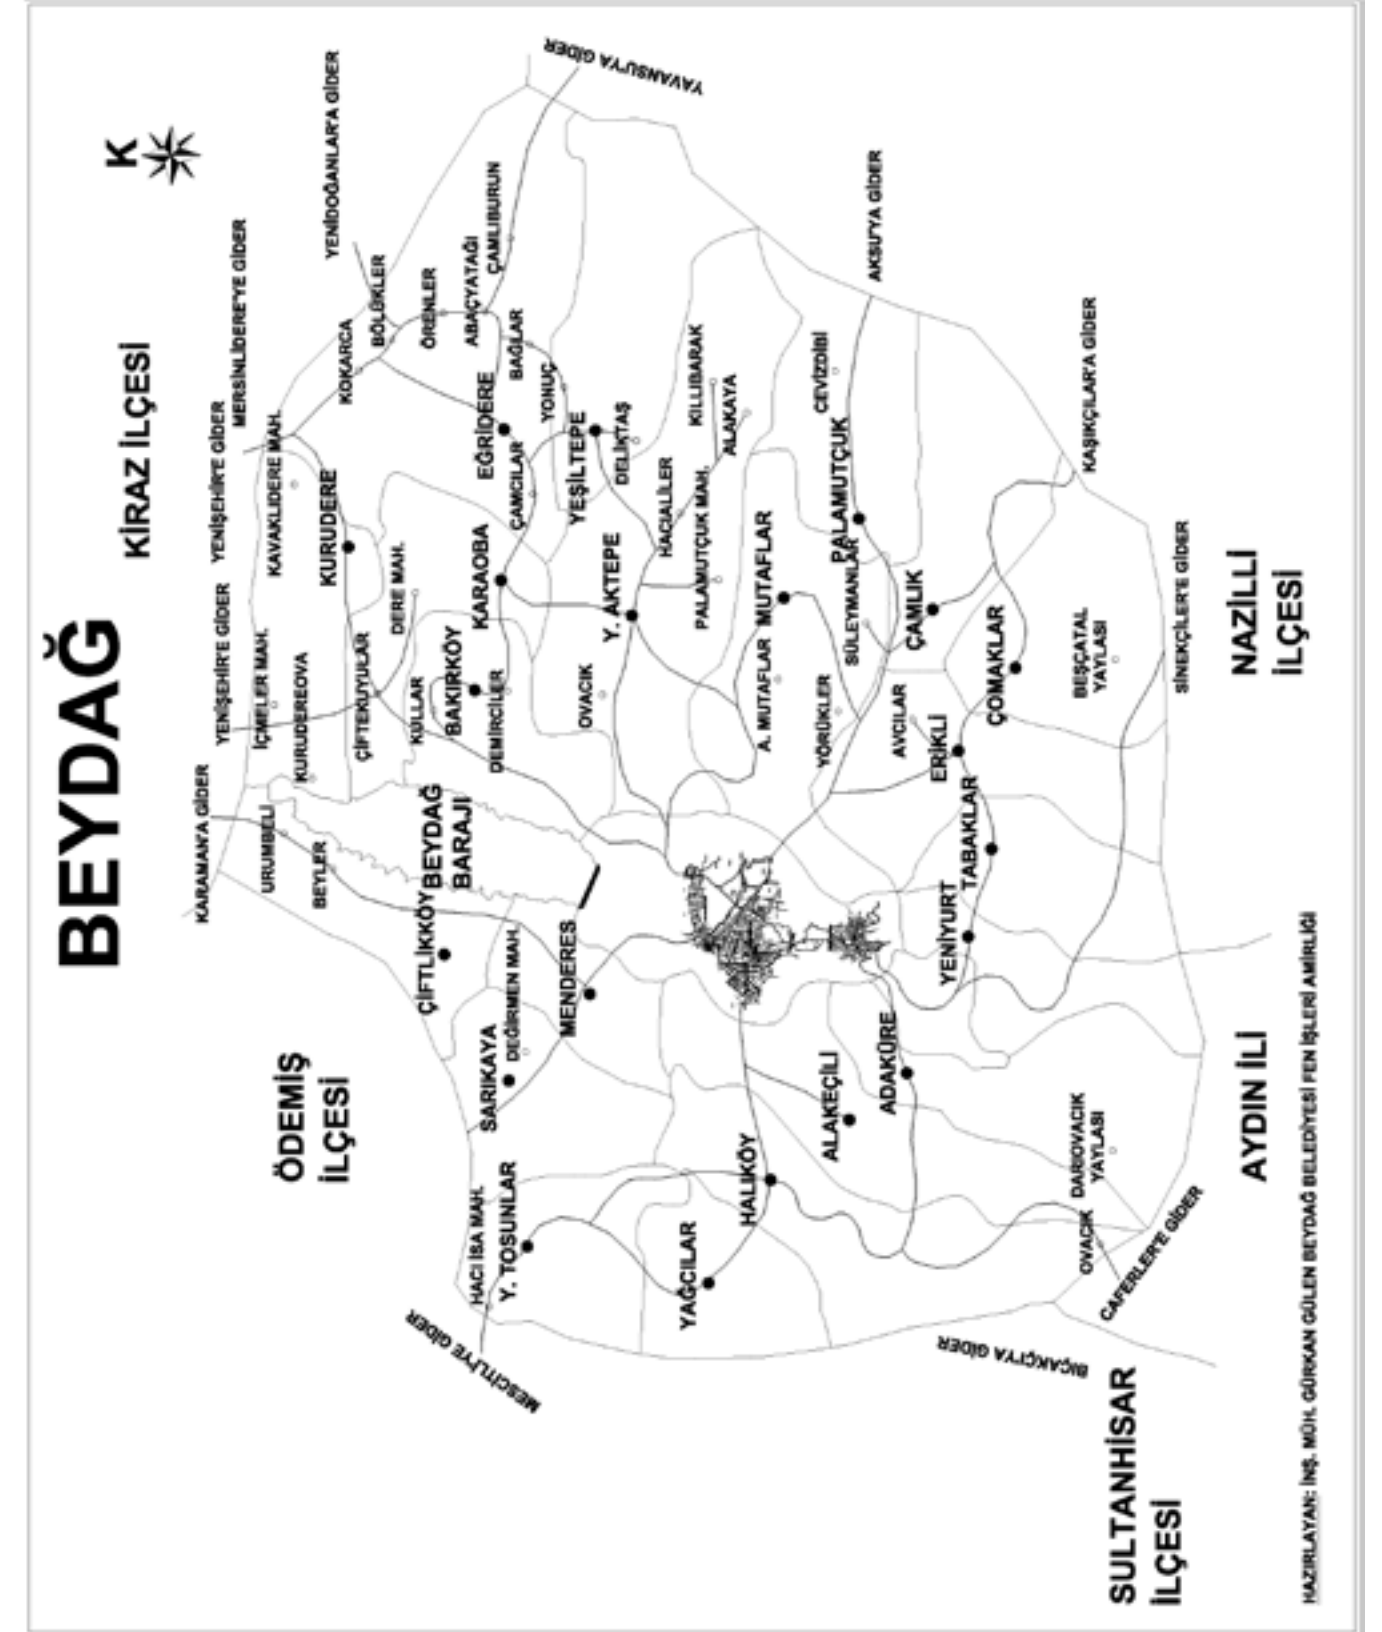 BEYDAĞ
K
KİRAZ İLÇESİ
ÖDEMİŞ
İLÇESİ
NAZİLLİ
İLÇESİ
AYDIN İLİ
SULTANHİSAR
İLÇESİ
KARAMAN'A GİDER
YENİŞEHİR'E GİDER
YENİŞEHİR'E GİDER
MERSİNLİDERE'YE GİDER
YENİDOĞANLAR'A GİDER
YAVANSU'YA GİDER
AKSU'YA GİDER
KAŞIKÇILAR'A GİDER
SİNEKÇİLER'E GİDER
CAFERLER'E GİDER
BIÇAKÇI'YA GİDER
MESCİTLİ'YE GİDER
URUMBELİ
BEYLER
İÇMELER MAH.
KURUDEREOVA
KAVAKLIDERE MAH.
KURUDERE
KOKARCA
BÖLÜKLER
ÖRENLER
ABAÇYATAĞI
ÇAMLIBURUN
BAĞLAR
YONUÇ
EĞRİDERE
ÇAMCILAR
YEŞİLTEPE
DELİKTAŞ
KILLIBARAK
ALAKAYA
HACIALİLER
PALAMUTÇUK MAH.
CEVİZDİBİ
PALAMUTÇUK
ÇİFTEKUYULAR
DERE MAH.
KULLAR
BAKIRKÖY
KARAOBA
DEMİRCİLER
OVACIK
Y. AKTEPE
MUTAFLAR
A. MUTAFLAR
YÖRÜKLER
SÜLEYMANLAR
AVCILAR
ÇAMLIK
ERİKLİ
ÇOMAKLAR
BEŞÇATAL
YAYLASI
TABAKLAR
YENİYURT
BEYDAĞ
BARAJI
ÇİFTLİKKÖY
DEĞİRMEN MAH.
MENDERES
SARIKAYA
HACI İSA MAH.
Y. TOSUNLAR
YAĞCILAR
HALIKÖY
ALAKEÇİLİ
ADAKÜRE
DARIOVACIK
YAYLASI
OVACIK
HAZIRLAYAN: İNŞ. MÜH. GÜRKAN GÜLEN BEYDAĞ BELEDİYESİ FEN İŞLERİ AMİRLİĞİ